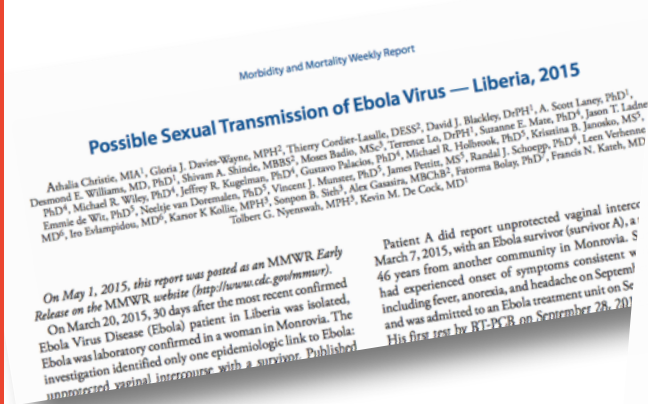 Morbidity and Mortality Weekly Report
Possible Sexual Transmission of Ebola Virus — Liberia, 2015
Athalia Christie, MIA1, Gloria J. Davies-Wayne, MPH2, Thierry Cordier-Lasalle, DESS2, David J. Blackley, DrPH1, A. Scott Laney, PhD1,
Desmond E. Williams, MD, PhD1, Shivam A. Shinde, MBBS2, Moses Badio, MSc3, Terrence Lo, DrPH1, Suzanne E. Mate, PhD4, Jason T. Ladne
PhD4, Michael R. Wiley, PhD4, Jeffrey R. Kugelman, PhD4, Gustavo Palacios, PhD4, Michael R. Holbrook, PhD5, Krisztina B. Janosko, MS5,
Emmie de Wit, PhD5, Neeltje van Doremalen, PhD5, Vincent J. Munster, PhD5, James Pettitt, MS5, Randal J. Schoepp, PhD4, Leen Verhenne
MD6, Iro Evlampidou, MD6, Karsor K Kollie, MPH3, Sonpon B. Sieh3, Alex Gasasira, MBChB2, Fatorma Bolay, PhD7, Francis N. Kateh, MD
Tolbert G. Nyenswah, MPH3, Kevin M. De Cock, MD1
On May 1, 2015, this report was posted as an MMWR Early
Release on the MMWR website (http://www.cdc.gov/mmwr).
On March 20, 2015, 30 days after the most recent confirmed
Ebola Virus Disease (Ebola) patient in Liberia was isolated,
Ebola was laboratory confirmed in a woman in Monrovia. The
investigation identified only one epidemiologic link to Ebola:
unprotected vaginal intercourse with a survivor. Published
Patient A did report unprotected vaginal interco
March 7, 2015, with an Ebola survivor (survivor A), a
46 years from another community in Monrovia. S
had experienced onset of symptoms consistent w
including fever, anorexia, and headache on Septem
and was admitted to an Ebola treatment unit on Se
His first test by RT-PCR on September 28, 201